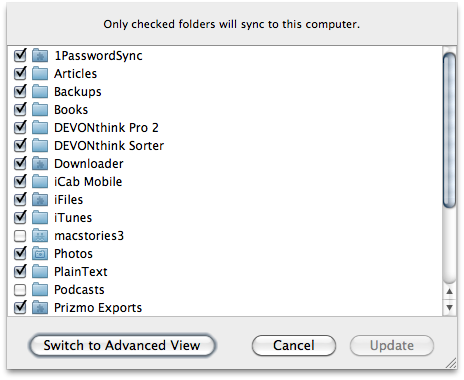 Only checked folders will sync to this computer.
1PasswordSync
Articles
Backups
Books
DEVONthink Pro 2
DEVONthink Sorter
Downloader
iCab Mobile
iFiles
iTunes
macstories3
Photos
PlainText
Podcasts
Prizmo Exports
Switch to Advanced View
Cancel
Update